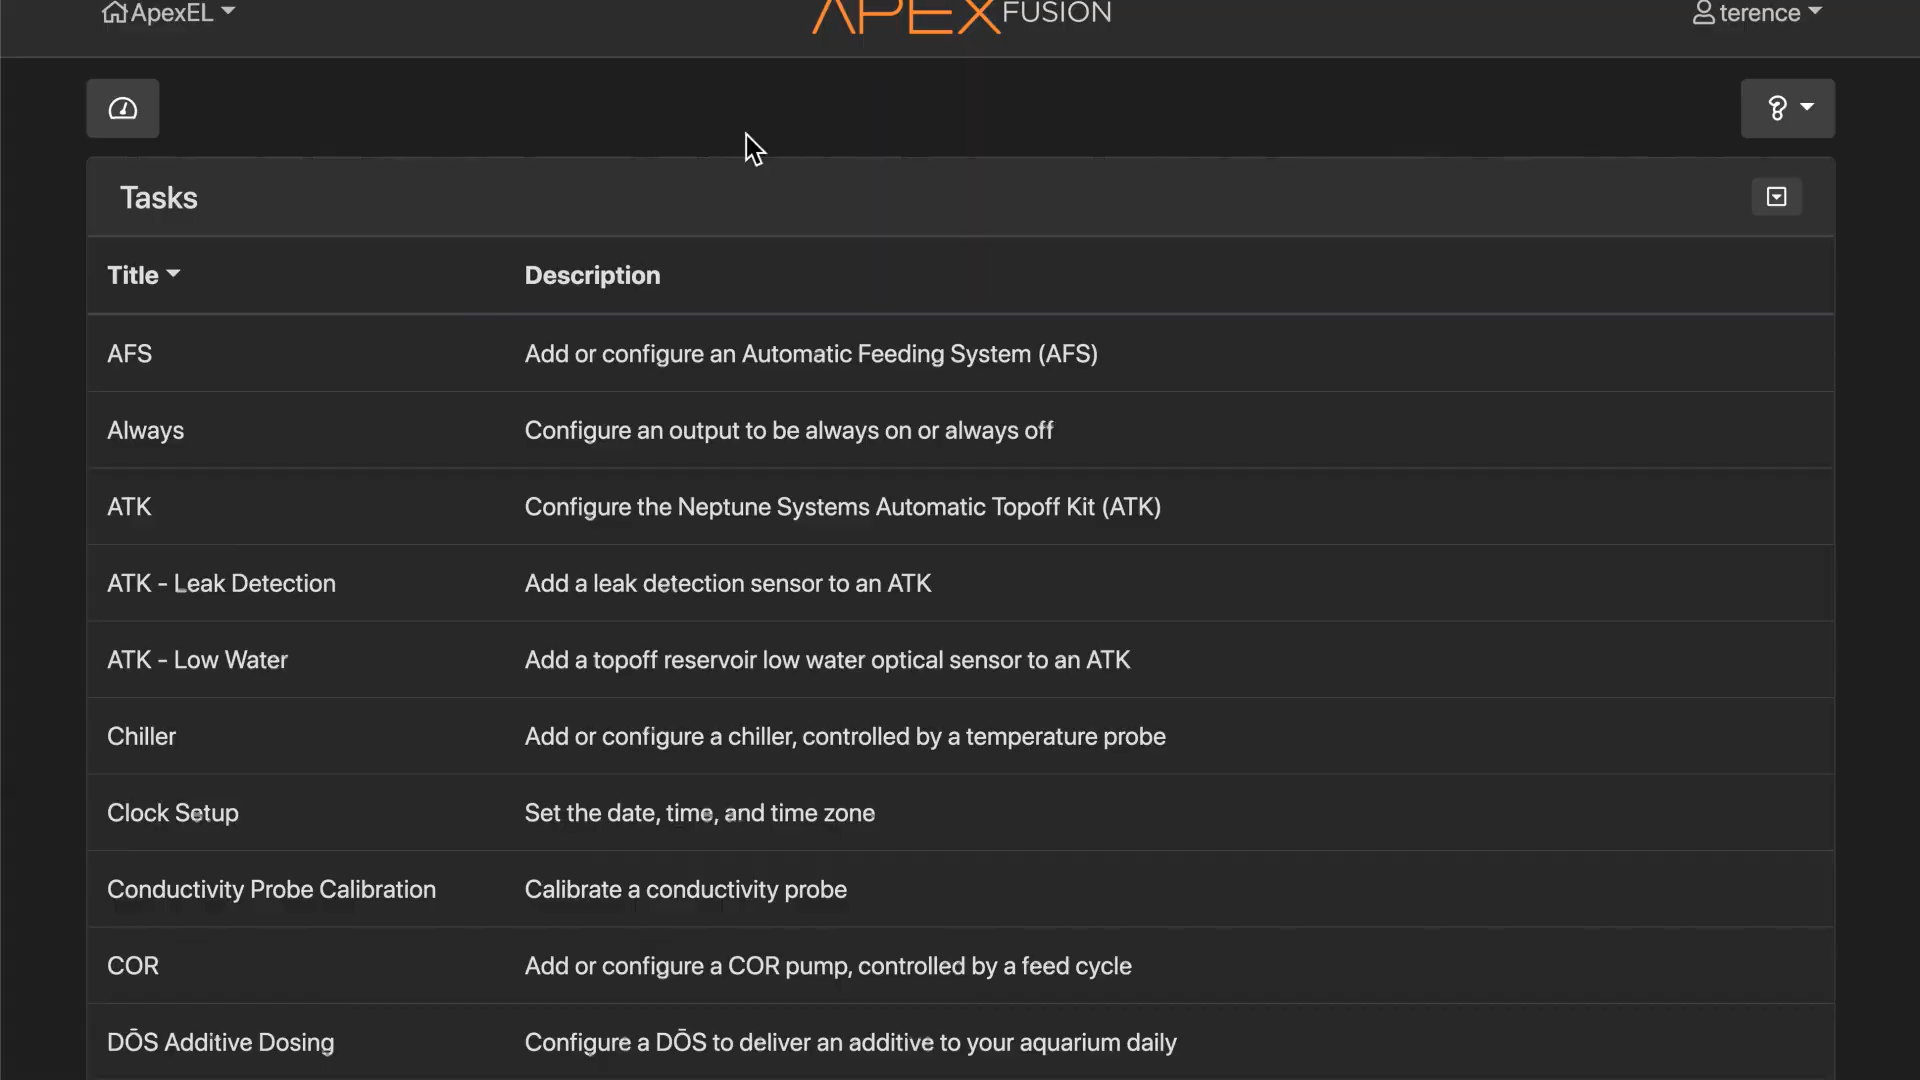 ApexEL
APEX FUSION
terence
Tasks
Title
Description
AFS
Add or configure an Automatic Feeding System (AFS)
Always
Configure an output to be always on or always off
ATK
Configure the Neptune Systems Automatic Topoff Kit (ATK)
ATK - Leak Detection
Add a leak detection sensor to an ATK
ATK - Low Water
Add a topoff reservoir low water optical sensor to an ATK
Chiller
Add or configure a chiller, controlled by a temperature probe
Clock Setup
Set the date, time, and time zone
Conductivity Probe Calibration
Calibrate a conductivity probe
COR
Add or configure a COR pump, controlled by a feed cycle
DŌS Additive Dosing
Configure a DŌS to deliver an additive to your aquarium daily